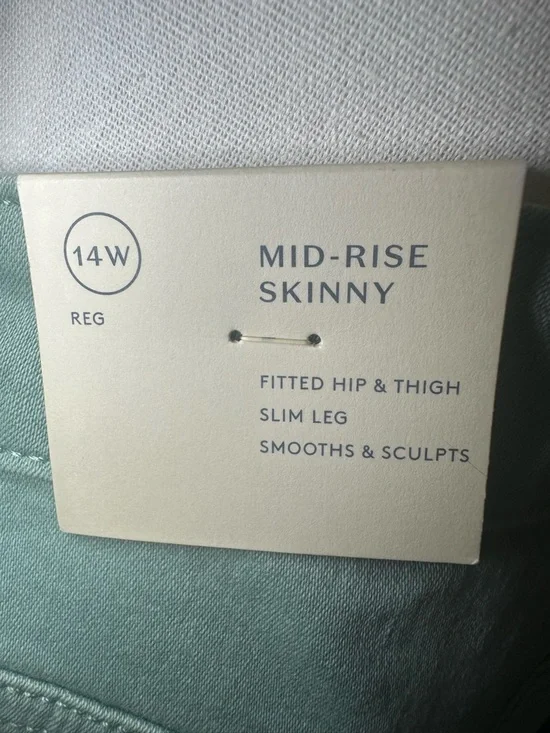 14W
REG
MID-RISE
SKINNY
FITTED HIP & THIGH
SLIM LEG
SMOOTHS & SCULPTS